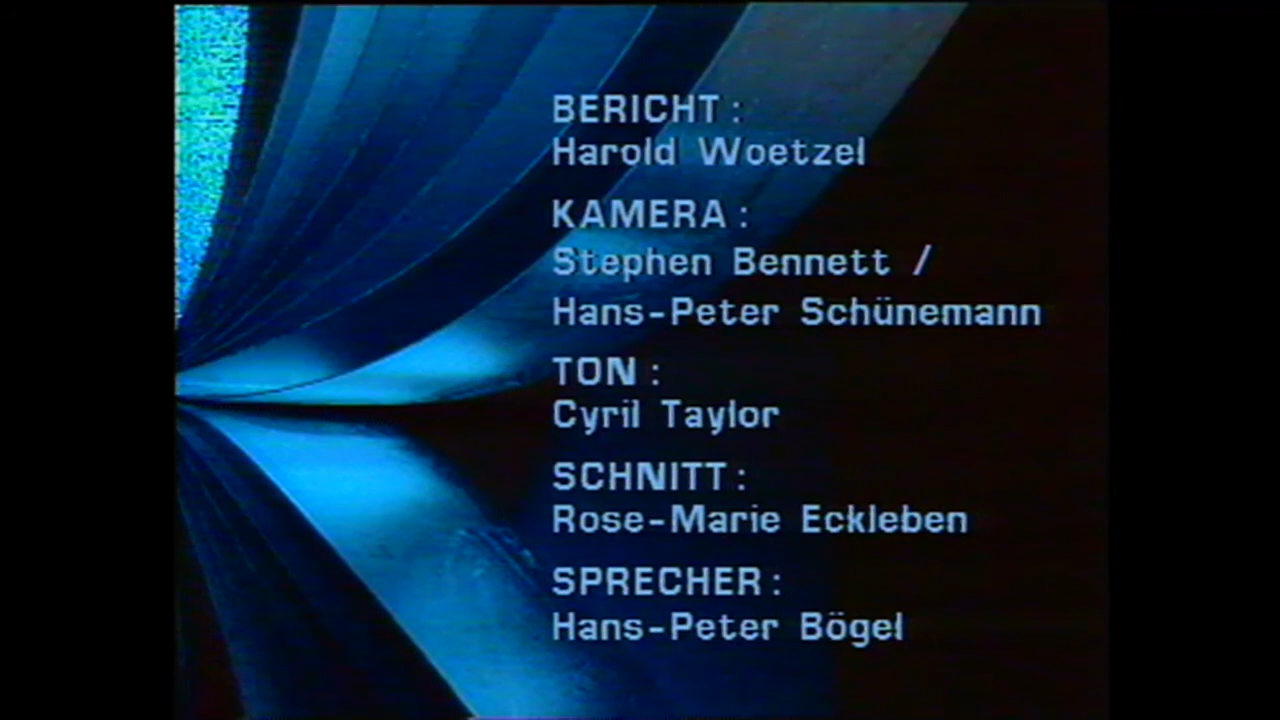 BERICHT :
Harold Woetzel
KAMERA :
Stephen Bennett /
Hans-Peter Schünemann
TON :
Cyril Taylor
SCHNITT :
Rose-Marie Eckleben
SPRECHER :
Hans-Peter Bögel